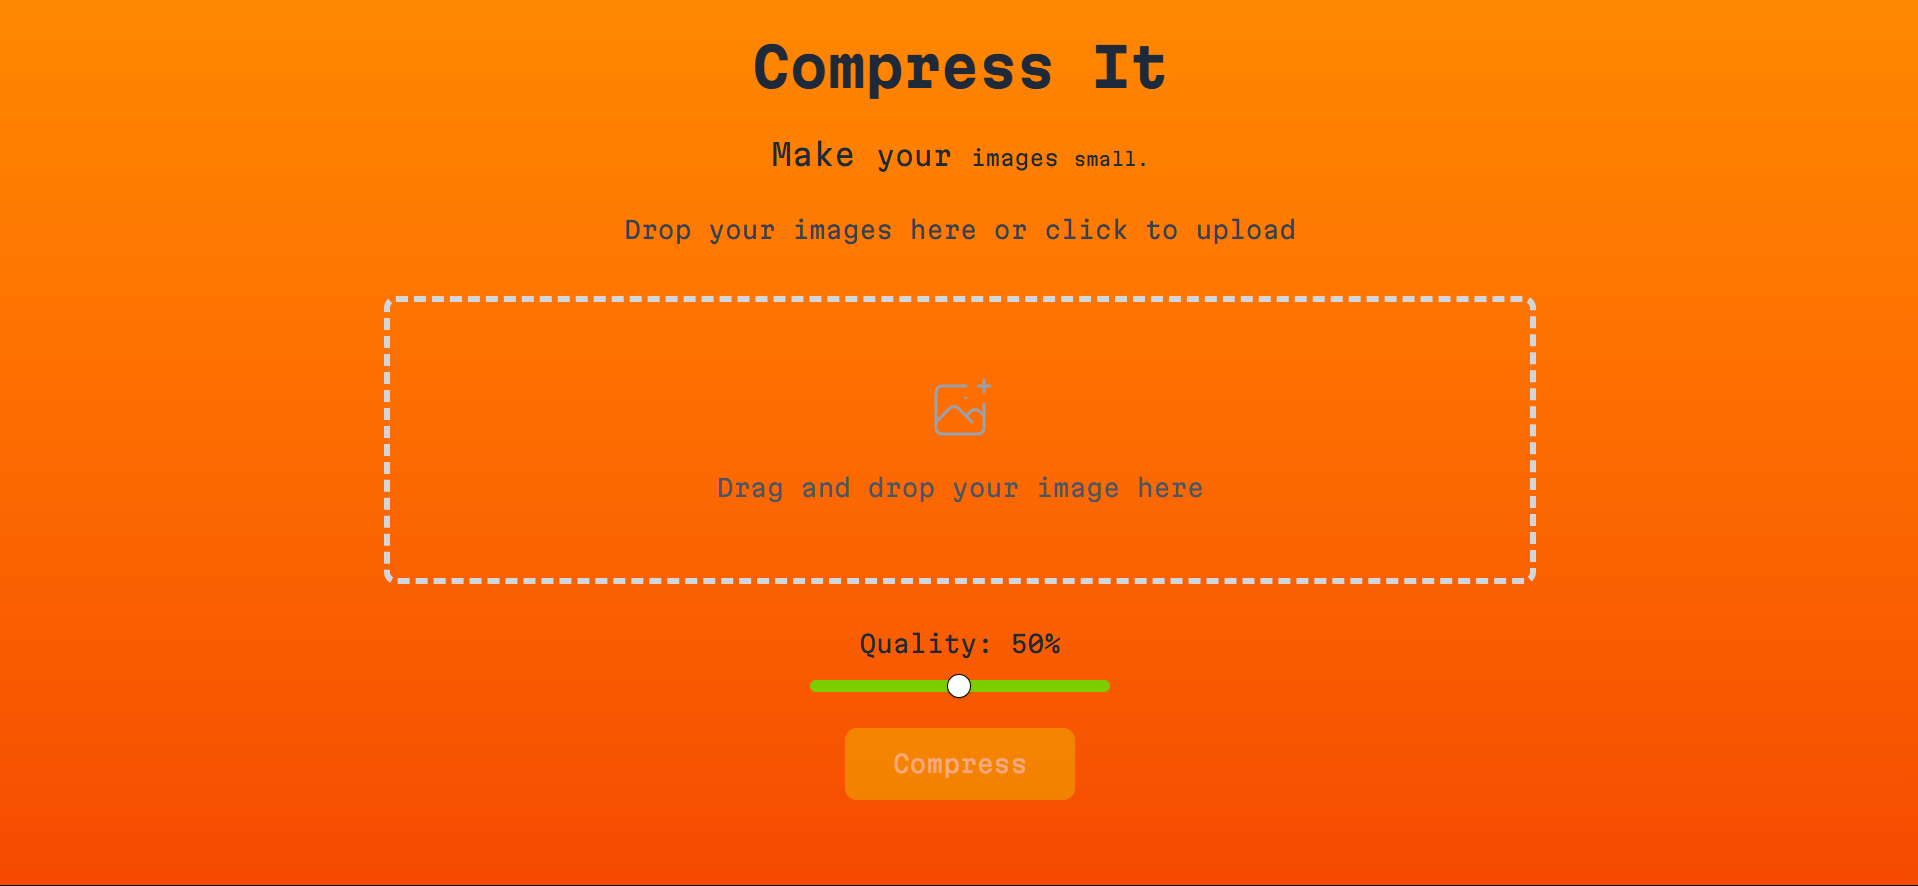 Compress It
Make your images small.
Drop your images here or click to upload
Drag and drop your image here
Quality: 50%
Compress